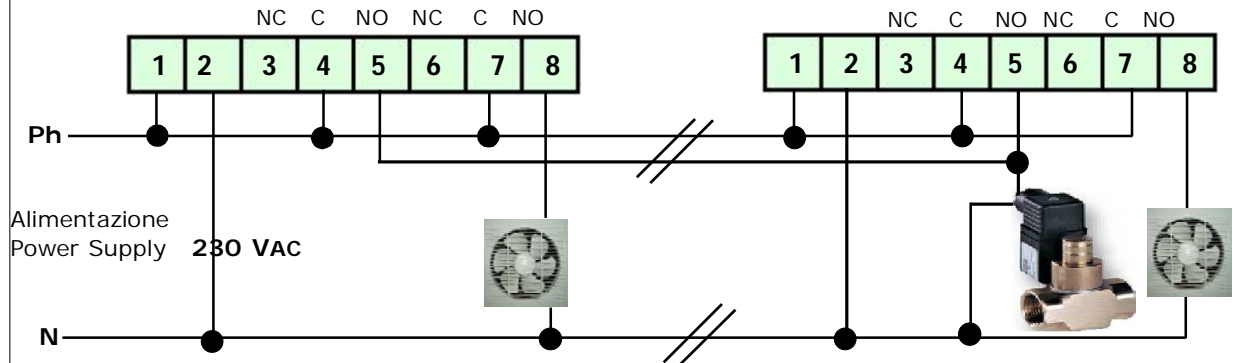 NC C NO NC C NO NC C NO NC C NO
1 2 3 4 5 6 7 8 1 2 3 4 5 6 7 8
Ph
Alimentazione
Power Supply 230 VAC
N